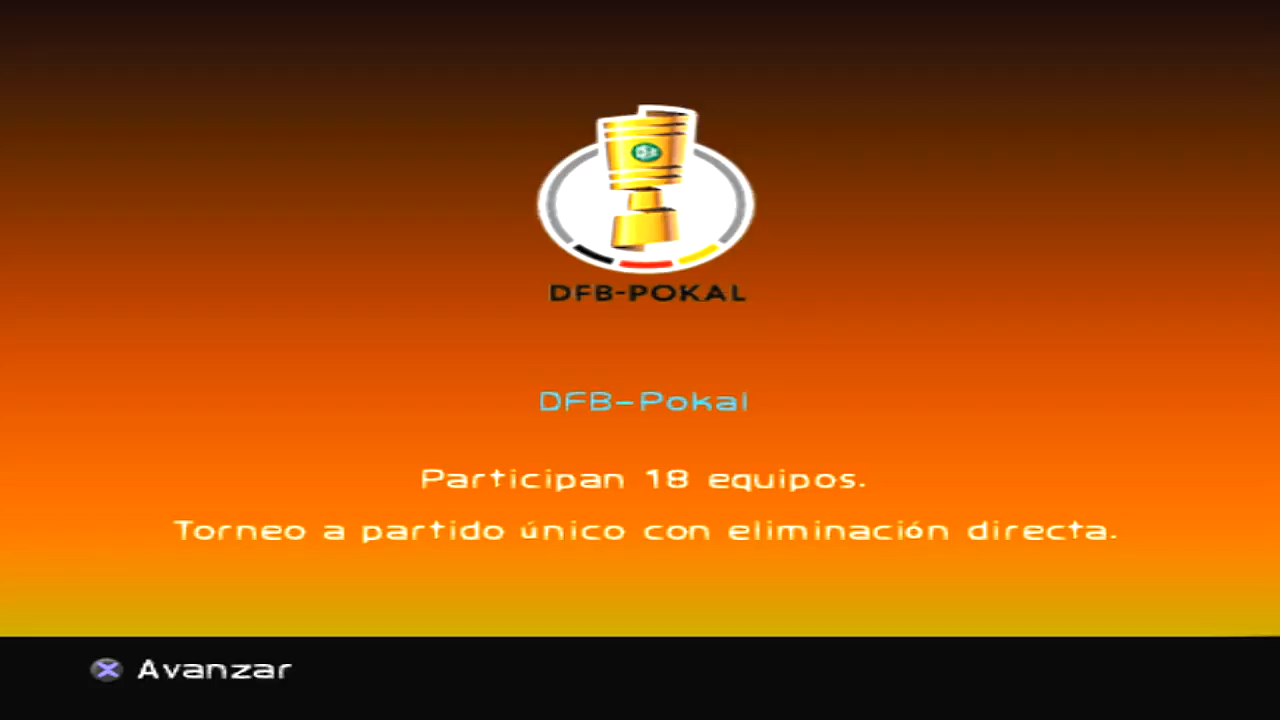 DFB-POKAL
DFB-Pokal
Participan 18 equipos.
Torneo a partido único con eliminación directa.
Avanzar